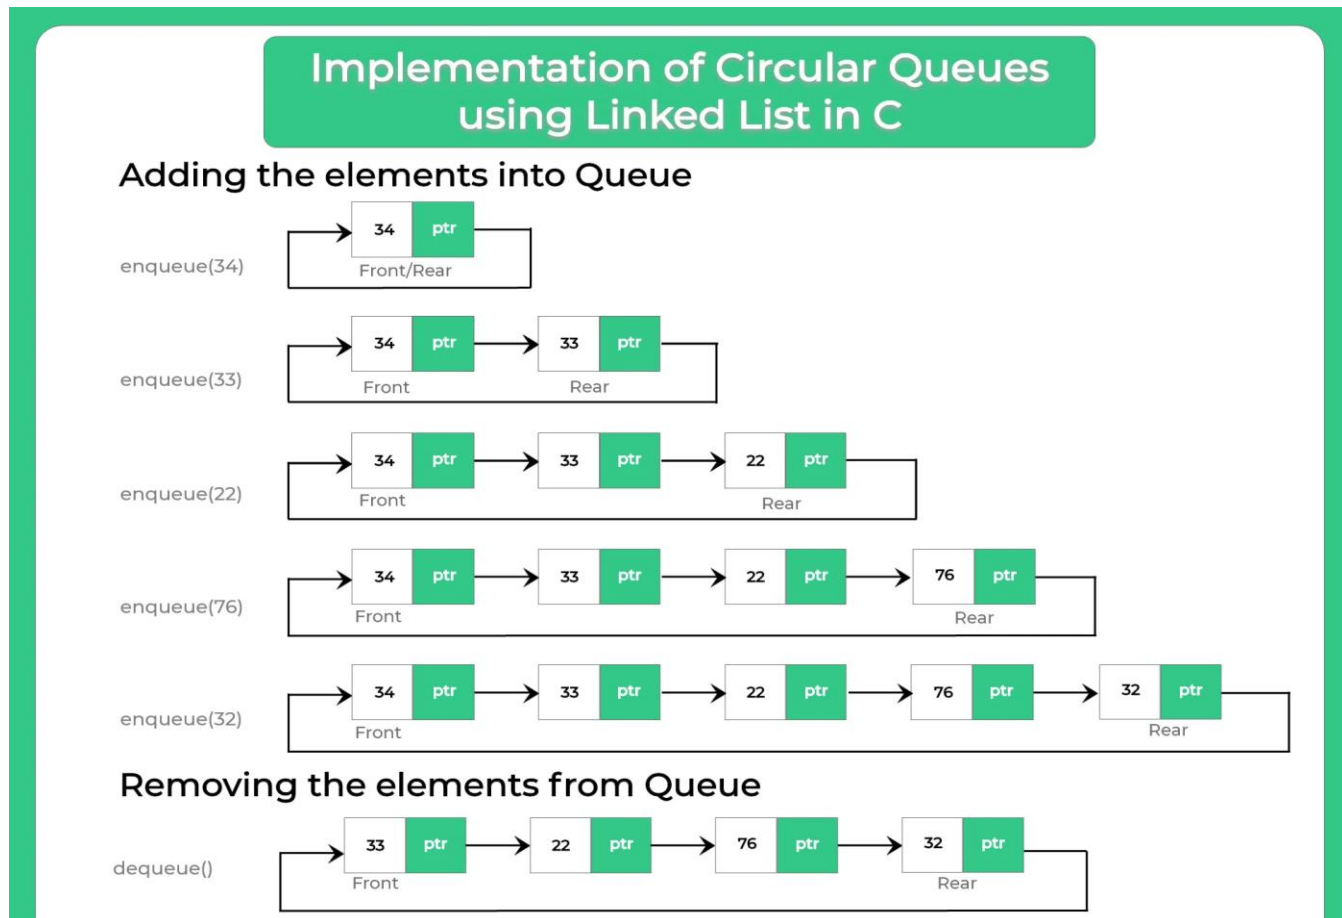 Implementation of Circular Queues
using Linked List in C
Adding the elements into Queue
enqueue(34)
34 ptr
Front/Rear
enqueue(33)
34 ptr 33 ptr
Front Rear
enqueue(22)
34 ptr 33 ptr 22 ptr
Front Rear
enqueue(76)
34 ptr 33 ptr 22 ptr 76 ptr
Front Rear
enqueue(32)
34 ptr 33 ptr 22 ptr 76 ptr 32 ptr
Front Rear
Removing the elements from Queue
dequeue()
33 ptr 22 ptr 76 ptr 32 ptr
Front Rear